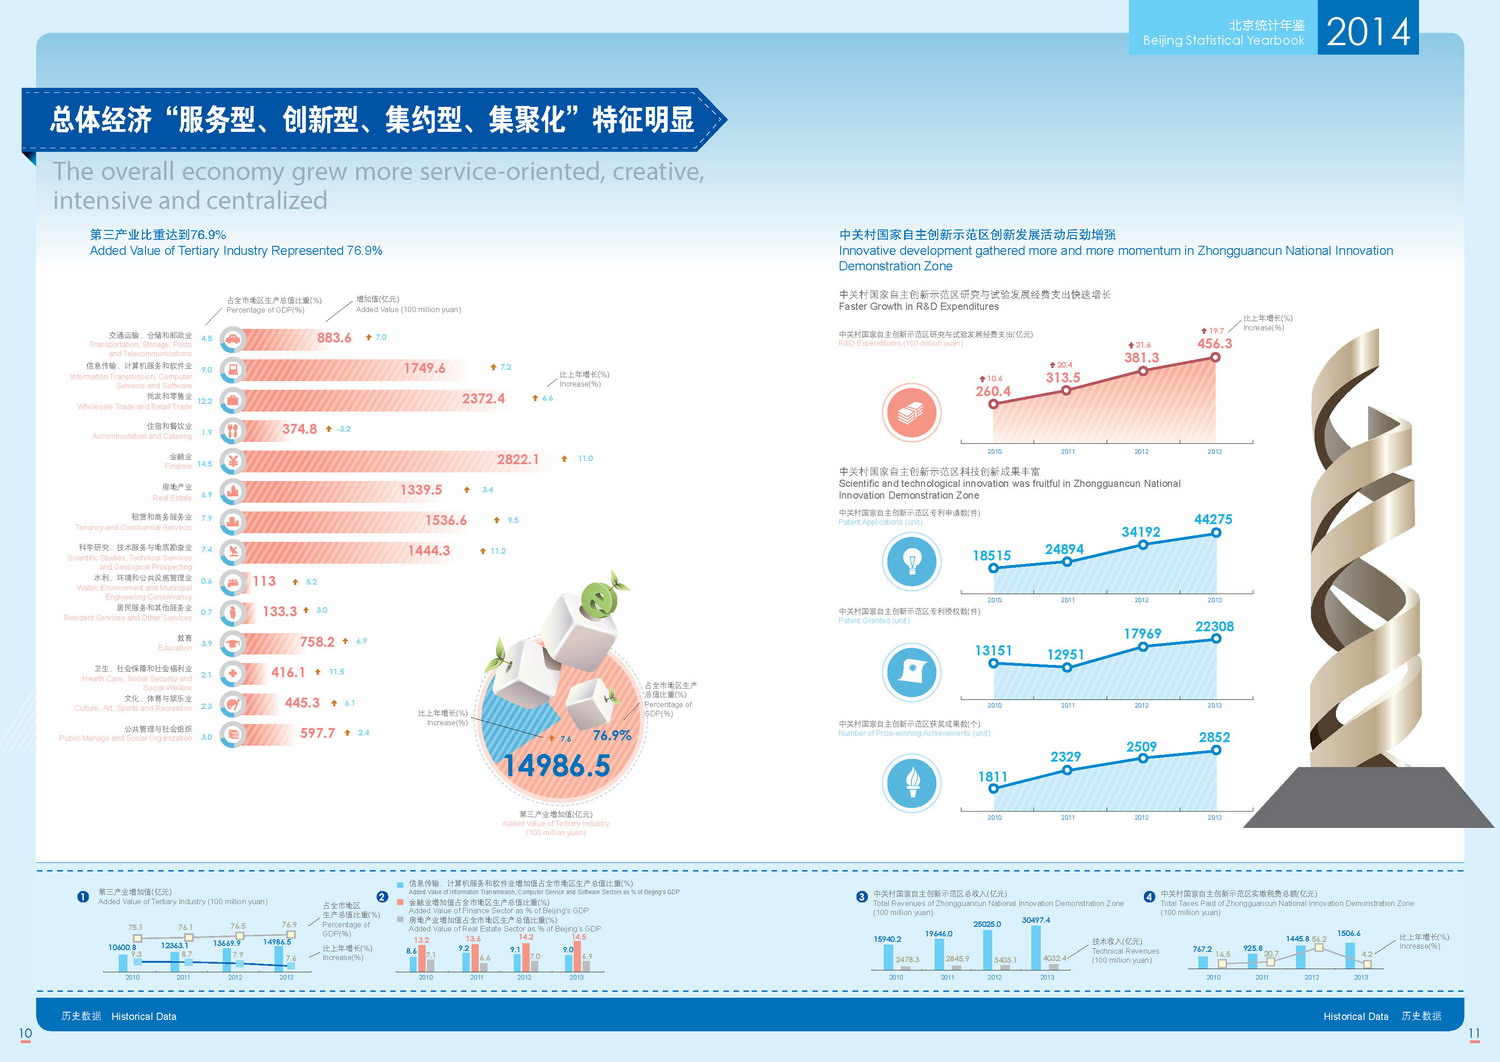 北京统计年鉴
Beijing Statistical Yearbook
2014
总体经济“服务型、创新型、集约型、集聚化”特征明显
The overall economy grew more service-oriented, creative,
intensive and centralized
第三产业比重达到76.9%
Added Value of Tertiary Industry Represented 76.9%
占全市地区生产总值比重(%)
Percentage of GDP(%)
增加值(亿元)
Added Value (100 million yuan)
比上年增长(%)
Increase(%)
交通运输、仓储和邮政业
Transportation, Storage, Posts
and Telecommunications
4.5
883.6
7.0
信息传输、计算机服务和软件业
Information Transmission, Computer
Serveos and Software
9.0
1749.6
7.2
批发和零售业
Wholesale Trade and Retail Trade
12.2
2372.4
6.6
住宿和餐饮业
Accommodation and Catering
1.9
374.8
-3.2
金融业
Finance
14.5
2822.1
11.0
房地产业
Real Estate
6.9
1339.5
3.4
租赁和商务服务业
Tenancy and Commercial Serveos
7.9
1536.6
9.5
科学研究、技术服务与地质勘查业
Scientific Studies, Technical Services
and Geological Prospecting
7.4
1444.3
11.2
水利、环境和公共设施管理业
Water, Environment and Municipal
Engineering Conservancy
0.6
113
5.2
居民服务和其他服务业
Resident Services and Other Services
0.7
133.3
3.0
教育
Education
3.9
758.2
6.9
卫生、社会保障和社会福利业
Health Care, Social Security and
Social Welfare
2.1
416.1
11.5
文化、体育与娱乐业
Culture, Art, Sports and Recreation
2.3
445.3
6.1
公共管理与社会组织
Public Manage and Social Organization
3.0
597.7
2.4
比上年增长(%)
Increase(%)
占全市地区生产
总值比重(%)
Percentage of
GDP(%)
7.6
76.9%
14986.5
第三产业增加值(亿元)
Added Value of Tertiary Industry
(100 million yuan)
中关村国家自主创新示范区创新发展活动后劲增强
Innovative development gathered more and more momentum in Zhongguancun National Innovation
Demonstration Zone
中关村国家自主创新示范区研究与试验发展经费支出快速增长
Faster Growth in R&D Expenditures
中关村国家自主创新示范区研究与试验发展经费支出(亿元)
R&D Expenditures (100 million yuan)
比上年增长(%)
Increase(%)
10.6
260.4
20.4
313.5
21.6
381.3
19.7
456.3
2010 2011 2012 2013
中关村国家自主创新示范区科技创新成果丰富
Scientific and technological innovation was fruitful in Zhongguancun National
Innovation Demonstration Zone
中关村国家自主创新示范区专利申请数(件)
Patent Applications (unit)
18515 24894 34192 44275
2010 2011 2012 2013
中关村国家自主创新示范区专利授权数(件)
Patent Granted (unit)
13151 12951 17969 22308
2010 2011 2012 2013
中关村国家自主创新示范区获奖成果数(个)
Number of Prize-winning Achievements (unit)
1811 2329 2509 2852
2010 2011 2012 2013
1
第三产业增加值(亿元)
Added Value of Tertiary Industry (100 million yuan)
占全市地区
生产总值比重(%)
Percentage of
GDP(%)
比上年增长(%)
Increase(%)
75.1 76.1 76.5 76.9
10600.8 12363.1 13669.9 14986.5
9.3 8.7 7.9 7.6
2010 2011 2012 2013
2
信息传输、计算机服务和软件业增加值占全市地区生产总值比重(%)
Added Value of Information Transmission, Computer Service and Software Sectors as % of Beijing's GDP
金融业增加值占全市地区生产总值比重(%)
Added Value of Finance Sector as % of Beijing's GDP
房地产业增加值占全市地区生产总值比重(%)
Added Value of Real Estate Sector as % of Beijing's GDP
8.6 13.2 7.1
9.2 13.6 6.6
9.1 14.2 7.0
9.0 14.5 6.9
2010 2011 2012 2013
3
中关村国家自主创新示范区总收入(亿元)
Total Revenues of Zhongguancun National Innovation Demonstration Zone
(100 million yuan)
技术收入(亿元)
Technical Revenues
(100 million yuan)
15940.2 19646.0 25025.0 30497.4
2478.3 2845.9 3403.1 4032.4
2010 2011 2012 2013
4
中关村国家自主创新示范区实缴税费总额(亿元)
Total Taxes Paid of Zhongguancun National Innovation Demonstration Zone
(100 million yuan)
比上年增长(%)
Increase(%)
767.2 925.8 1445.8 1506.6
16.5 20.7 56.2 4.2
2010 2011 2012 2013
历史数据 Historical Data
Historical Data 历史数据
10
11